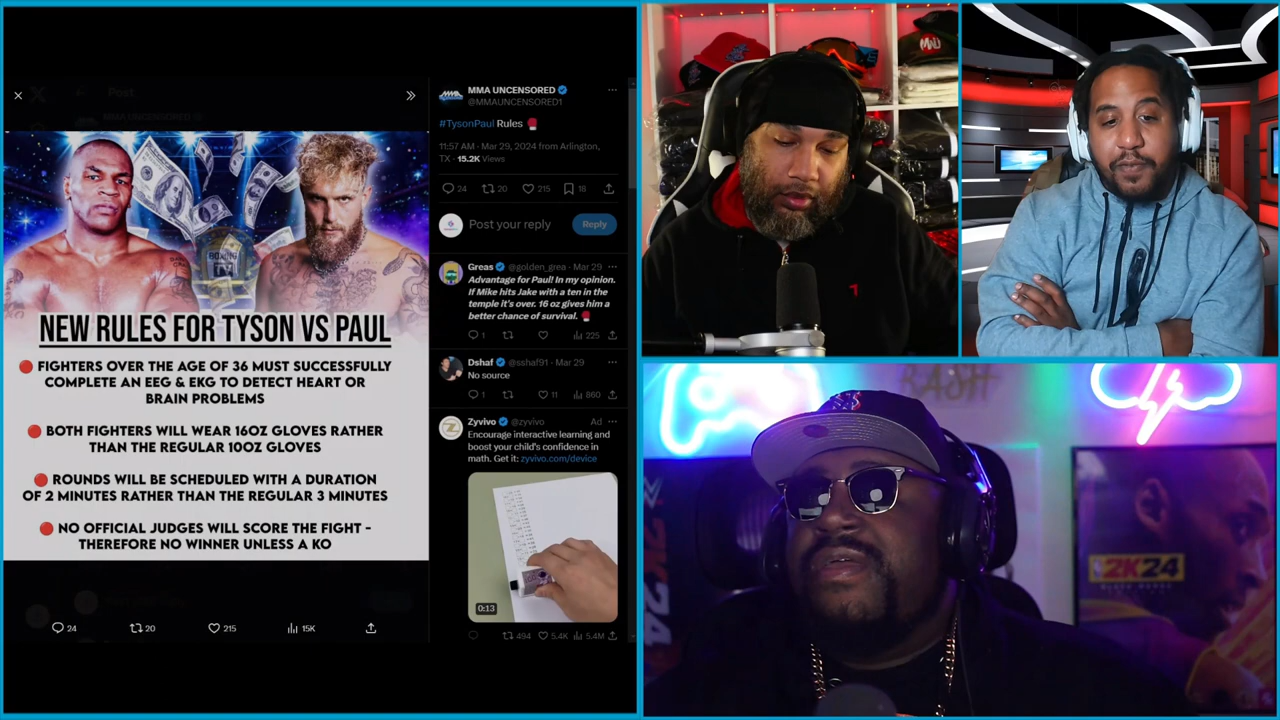 Post
MMA UNCENSORED
@MMAUNCENSORED1
#TysonPaul Rules
11:57 AM · Mar 29, 2024 from Arlington,
TX · 15.2K Views
24 20 215 18
Post your reply
Reply
Greas @golden_grea · Mar 29
Advantage for Paul! In my opinion.
If Mike hits Jake with a ten in the
temple it's over. 16 oz gives him a
better chance of survival.
1 225
Dshaf @sshaf91 · Mar 29
No source
1 11 860
Zyvivo @zyvivo Ad
Encourage interactive learning and
boost your child's confidence in
math. Get it: zyvivo.com/device
0:13
494 5.4K 5.4M
NEW RULES FOR TYSON VS PAUL
FIGHTERS OVER THE AGE OF 36 MUST SUCCESSFULLY
COMPLETE AN EEG & EKG TO DETECT HEART OR
BRAIN PROBLEMS
BOTH FIGHTERS WILL WEAR 16OZ GLOVES RATHER
THAN THE REGULAR 10OZ GLOVES
ROUNDS WILL BE SCHEDULED WITH A DURATION
OF 2 MINUTES RATHER THAN THE REGULAR 3 MINUTES
NO OFFICIAL JUDGES WILL SCORE THE FIGHT -
THEREFORE NO WINNER UNLESS A KO
24 20 215 15K
2K24
2K24